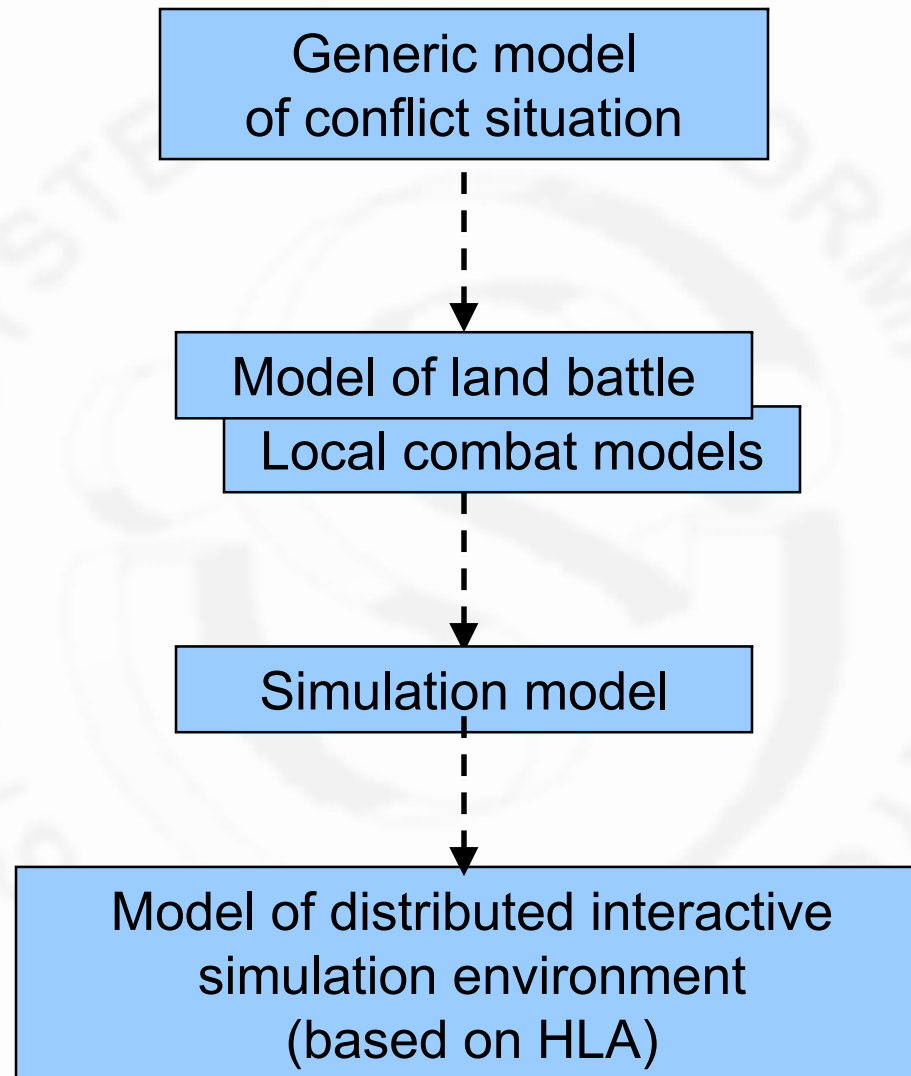 Generic model
of conflict situation
Model of land battle
Local combat models
Simulation model
Model of distributed interactive
simulation environment
(based on HLA)